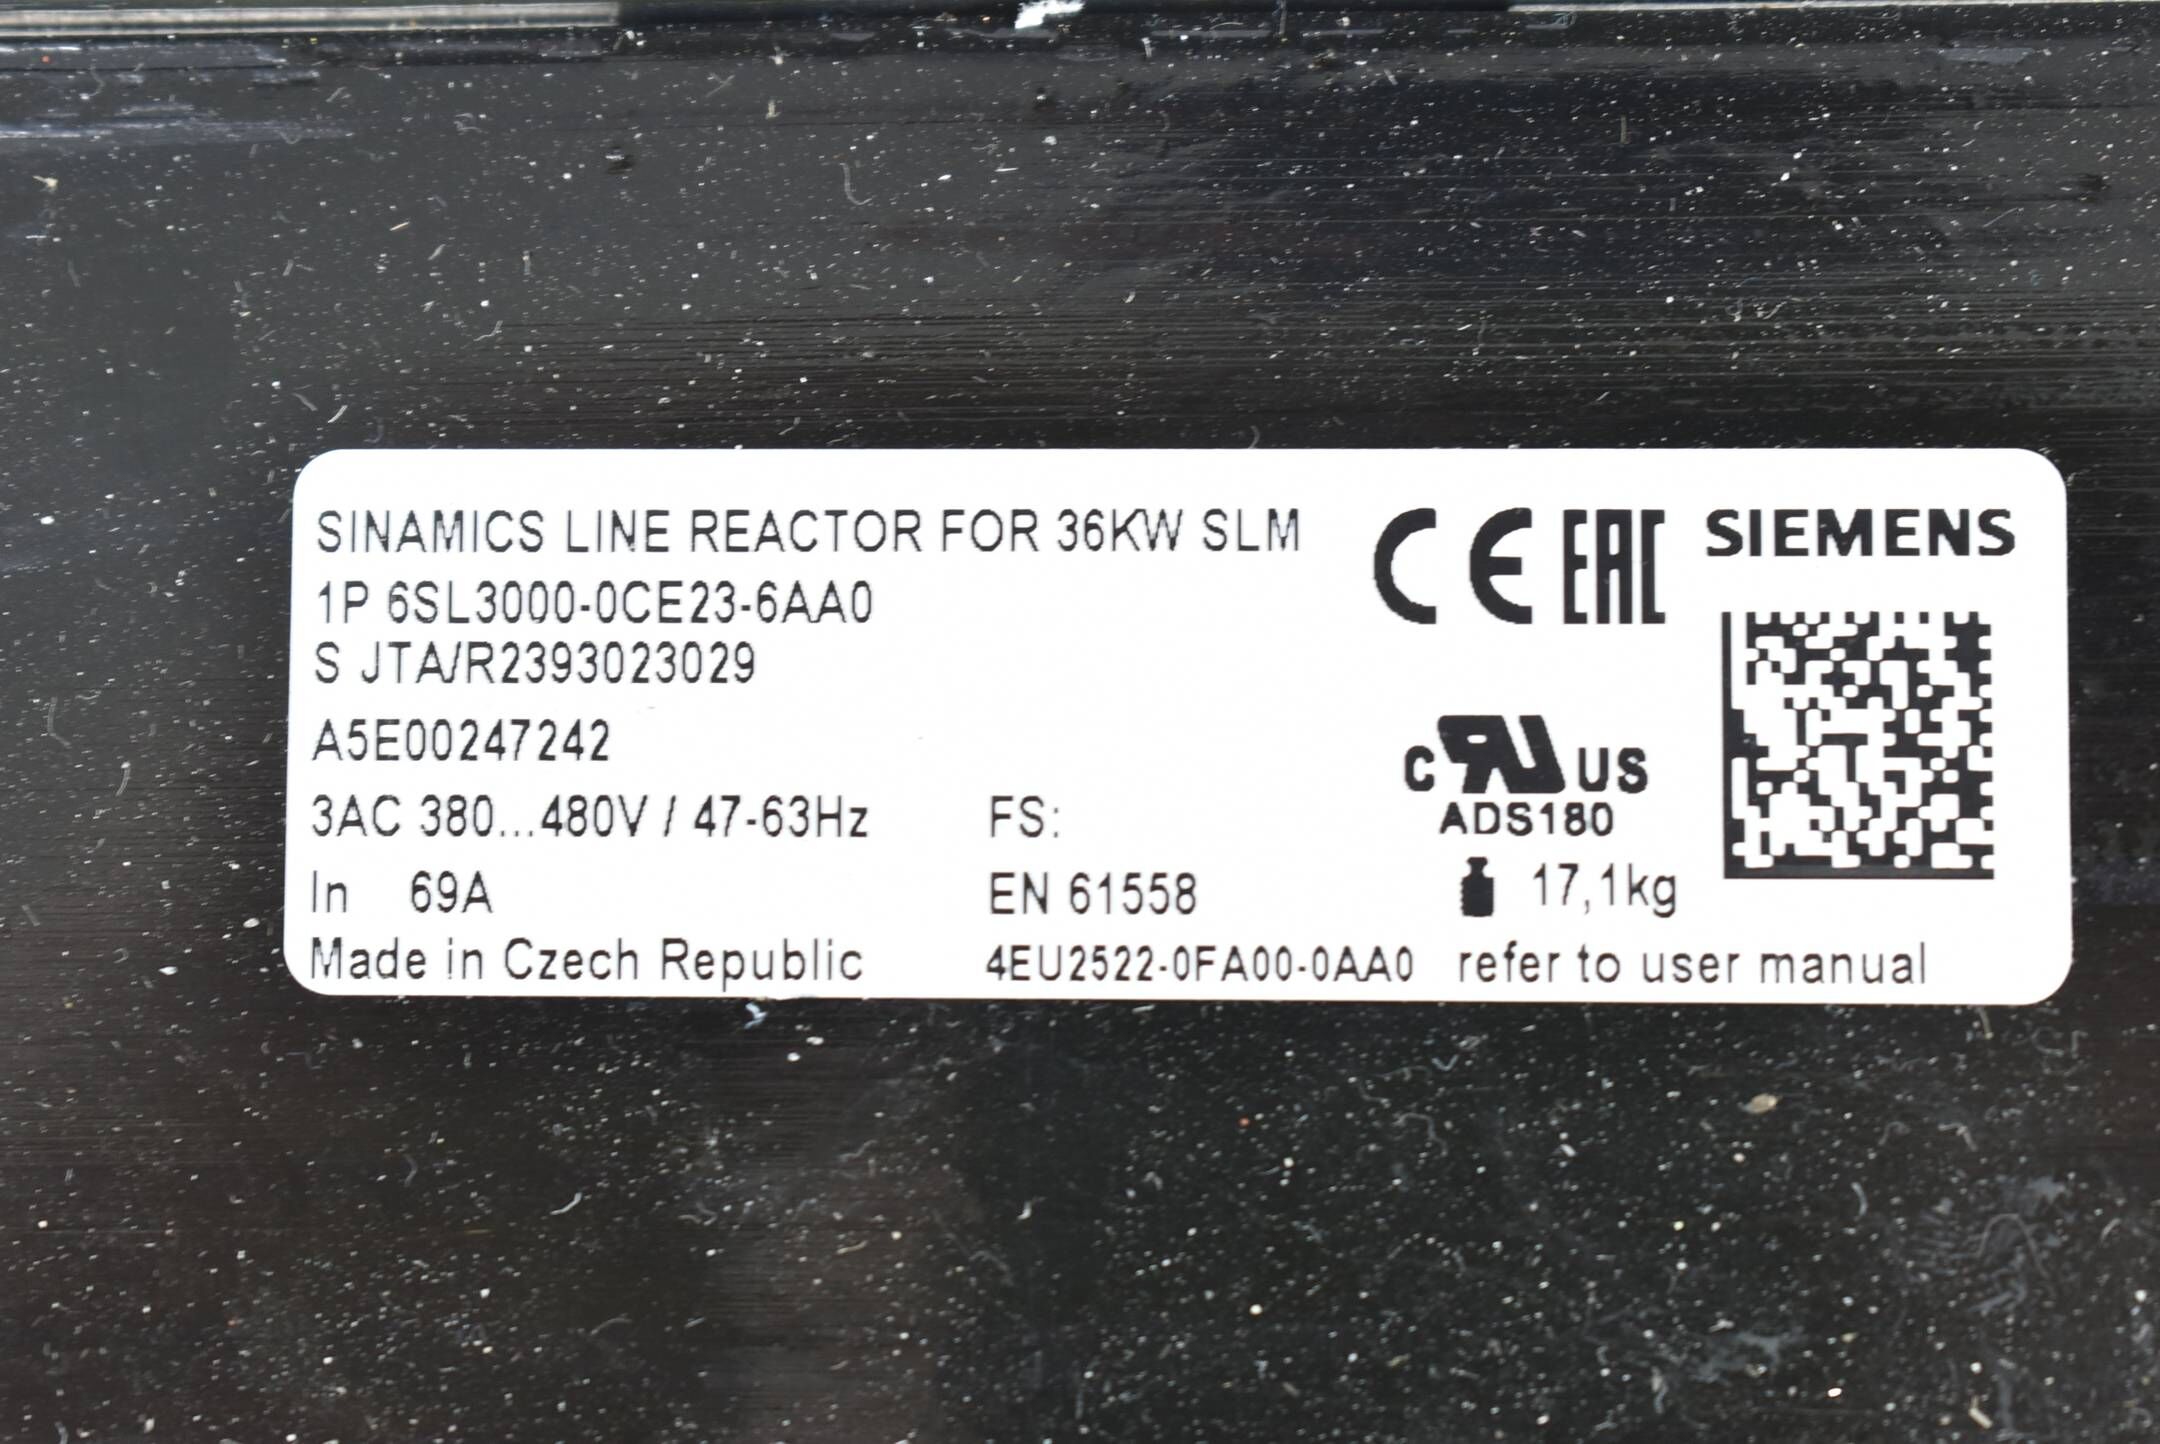 SINAMICS LINE REACTOR FOR 36KW SLM
CE EAC SIEMENS
1P 6SL3000-0CE23-6AA0
S JTA/R2393023029
A5E00247242
c RU US
ADS180
3AC 380...480V / 47-63Hz FS:
In 69A EN 61558 17,1kg
Made in Czech Republic 4EU2522-0FA00-0AA0 refer to user manual